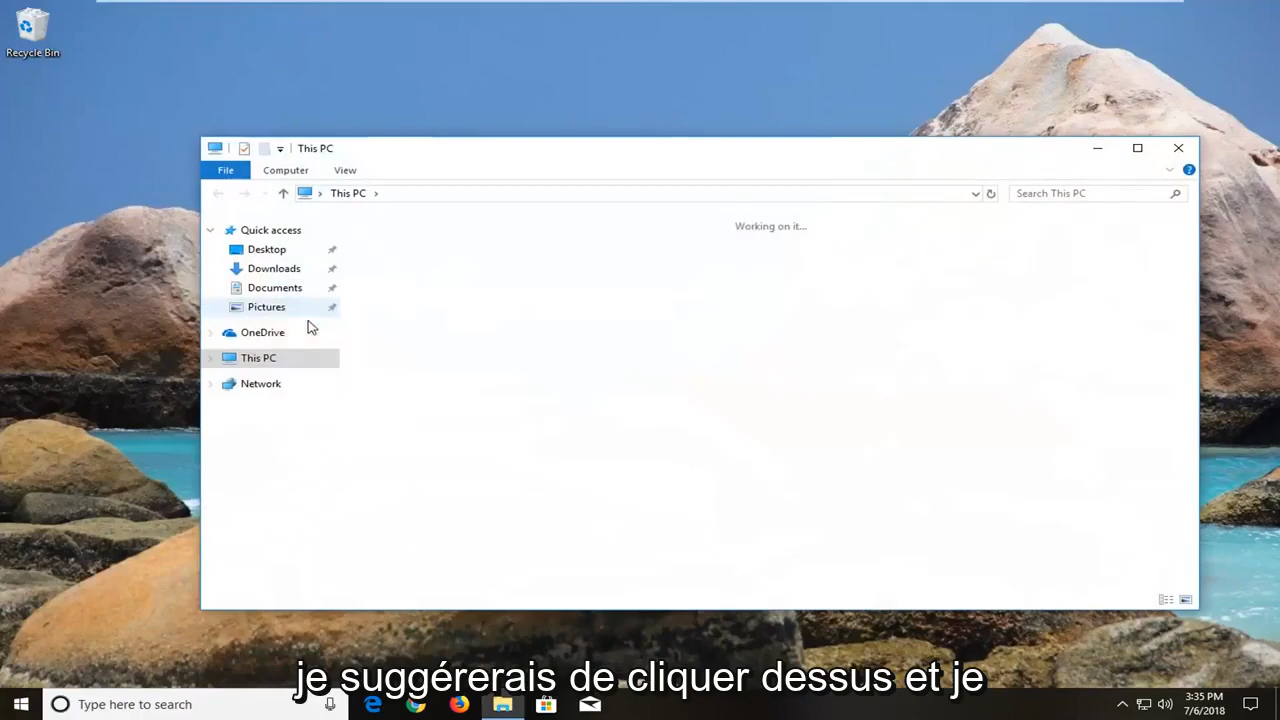 Recycle Bin
This PC
File Computer View
This PC
Search This PC
Quick access
Working on it...
Desktop
Downloads
Documents
Pictures
OneDrive
This PC
Network
je suggérerais de cliquer dessus et je
Type here to search
3:35 PM
7/6/2018